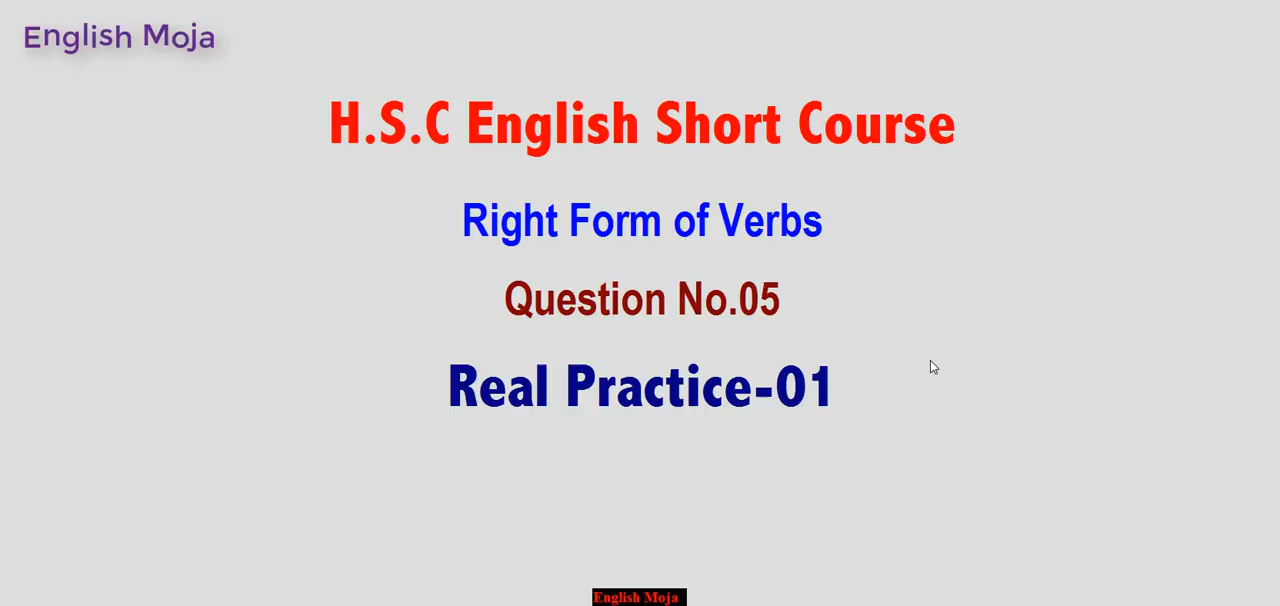 English Moja
H.S.C English Short Course
Right Form of Verbs
Question No.05
Real Practice-01
English Moja